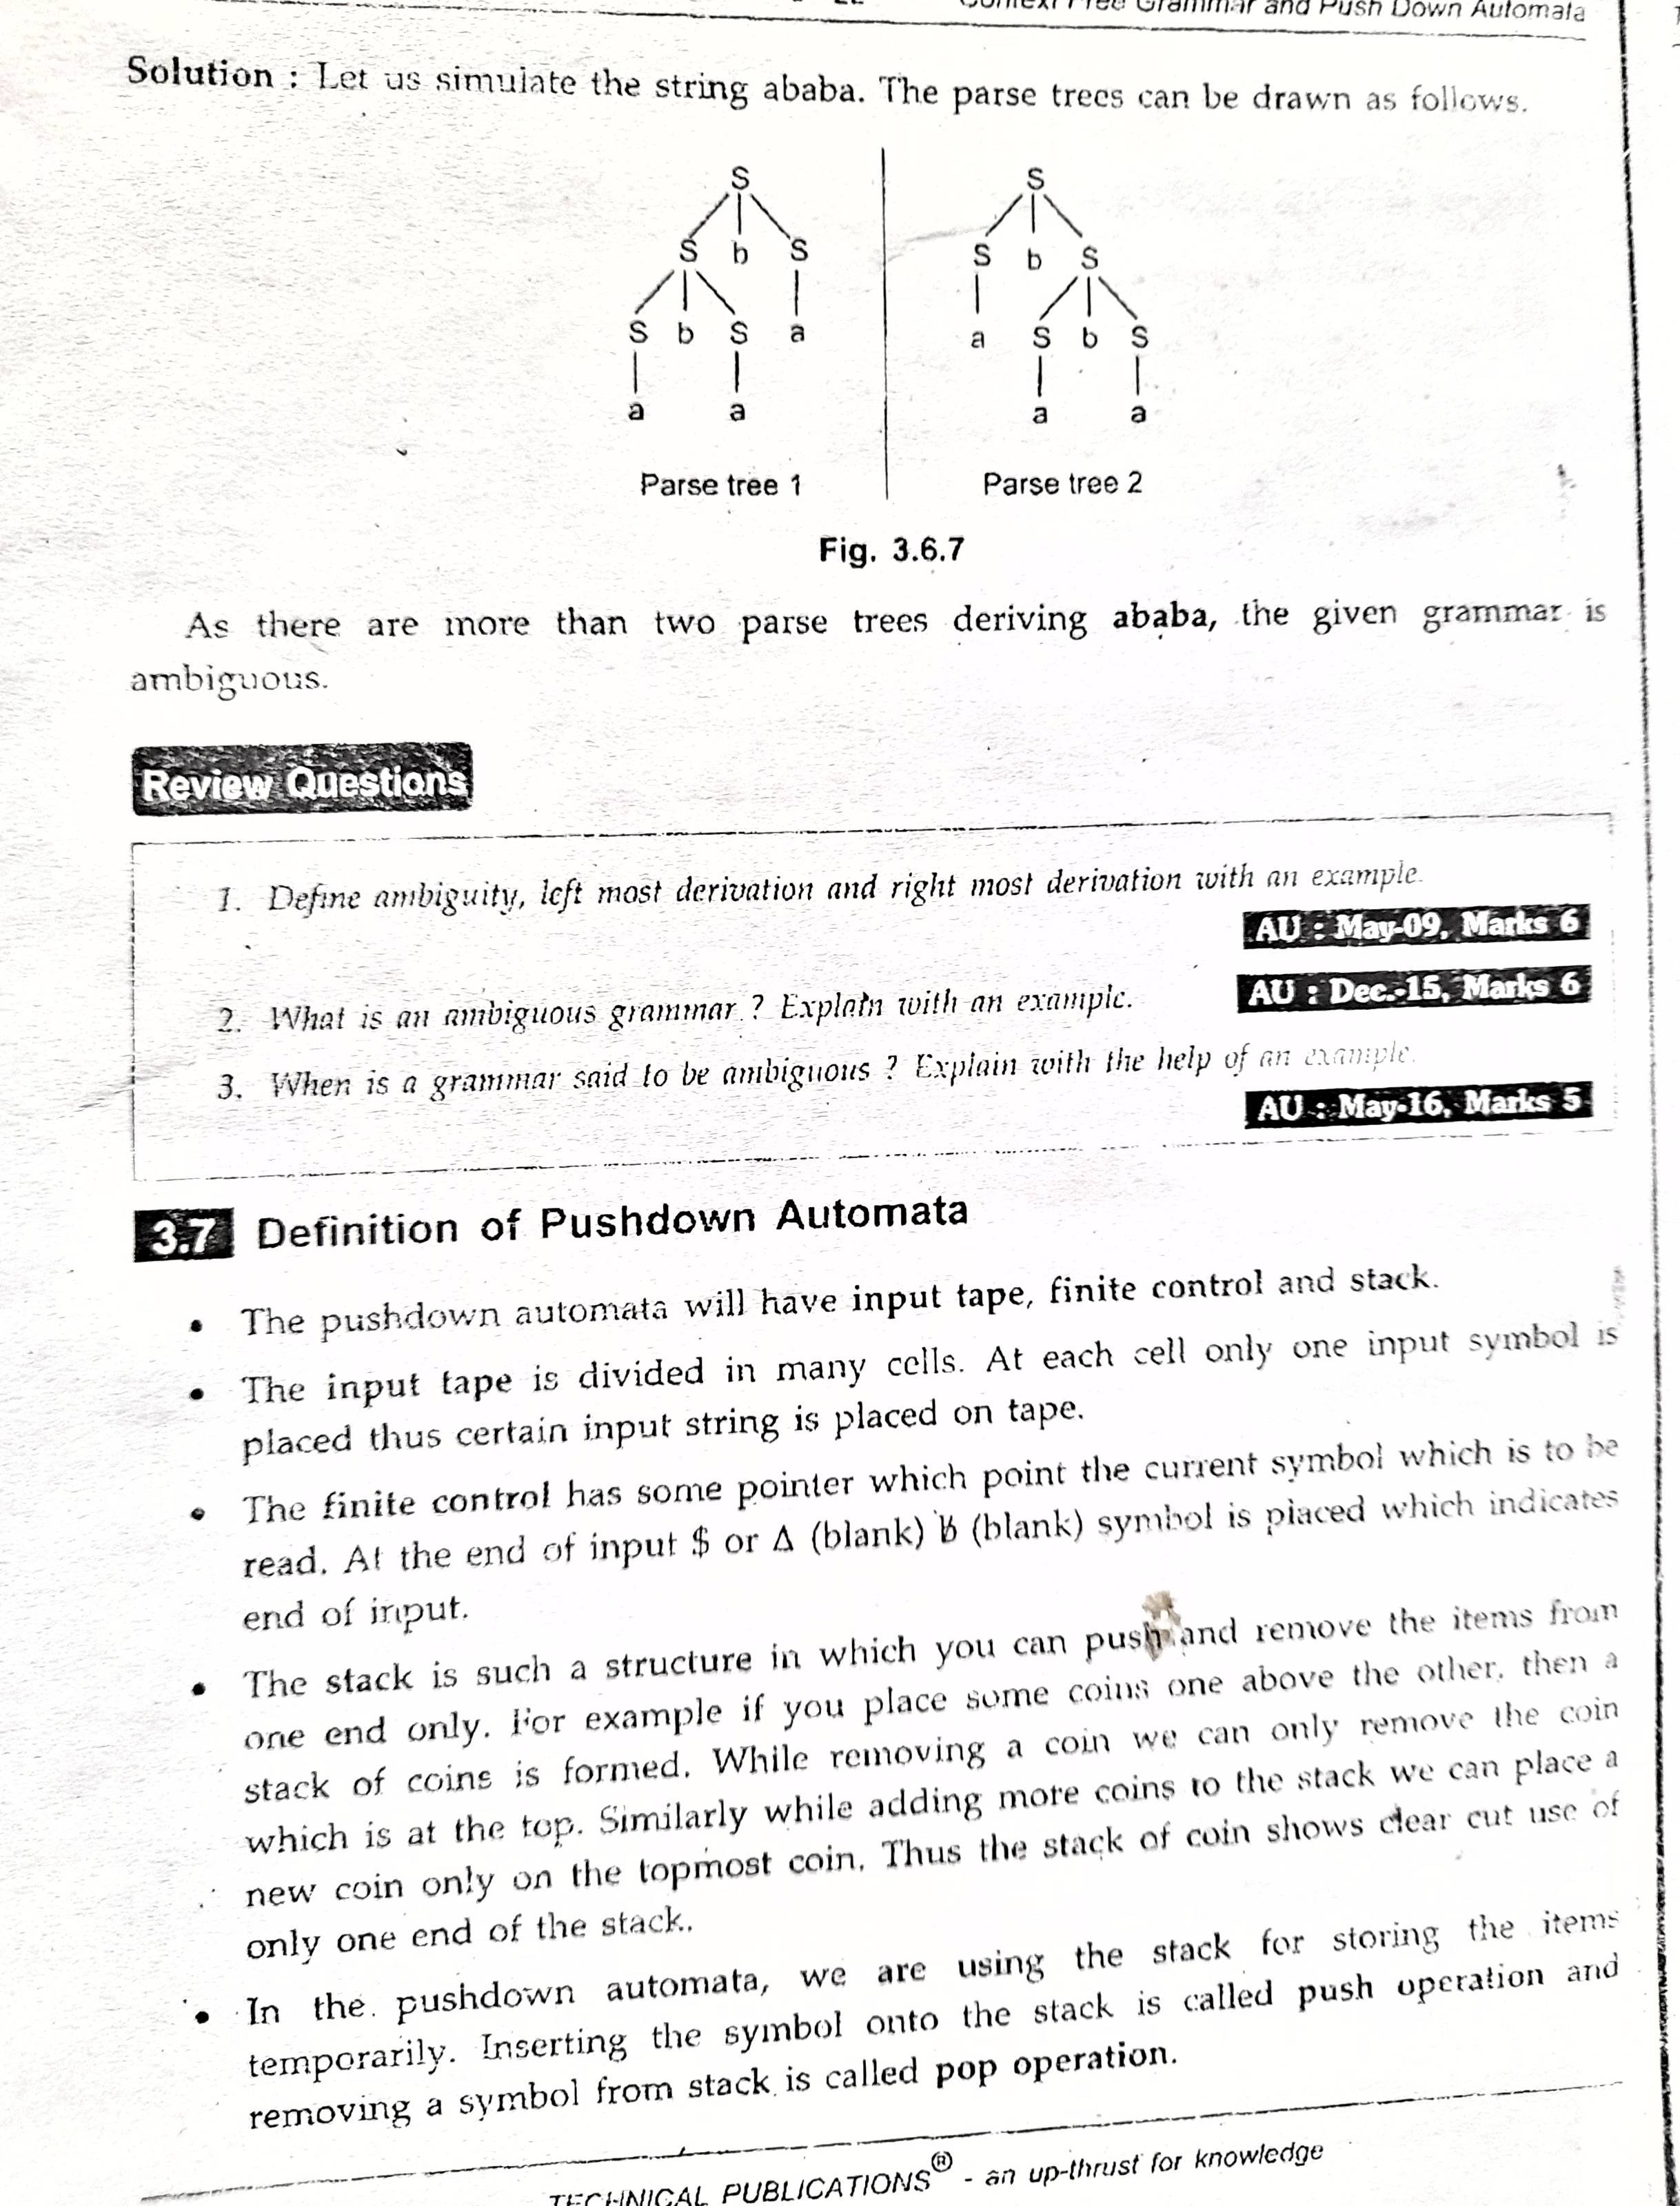 Context Free Grammar and Push Down Automata
Solution : Let us simulate the string ababa. The parse trees can be drawn as follows.
S S
S b S S b S
S b S a a S b S
a a a a
Parse tree 1 Parse tree 2
Fig. 3.6.7
As there are more than two parse trees deriving ababa, the given grammar is
ambiguous.
Review Questions
1. Define ambiguity, left most derivation and right most derivation with an example.
AU : May-09, Marks 6
2. What is an ambiguous grammar ? Explain with an example. AU : Dec.-15, Marks 6
3. When is a grammar said to be ambiguous ? Explain with the help of an example.
AU : May-16, Marks 5
3.7 Definition of Pushdown Automata
• The pushdown automata will have input tape, finite control and stack.
• The input tape is divided in many cells. At each cell only one input symbol is
placed thus certain input string is placed on tape.
• The finite control has some pointer which point the current symbol which is to be
read. At the end of input $ or Δ (blank) ƀ (blank) symbol is placed which indicates
end of input.
• The stack is such a structure in which you can push and remove the items from
one end only. For example if you place some coins one above the other, then a
stack of coins is formed. While removing a coin we can only remove the coin
which is at the top. Similarly while adding more coins to the stack we can place a
new coin only on the topmost coin. Thus the stack of coin shows clear cut use of
only one end of the stack.
• In the pushdown automata, we are using the stack for storing the items
temporarily. Inserting the symbol onto the stack is called push operation and
removing a symbol from stack is called pop operation.
TECHNICAL PUBLICATIONS® - an up-thrust for knowledge